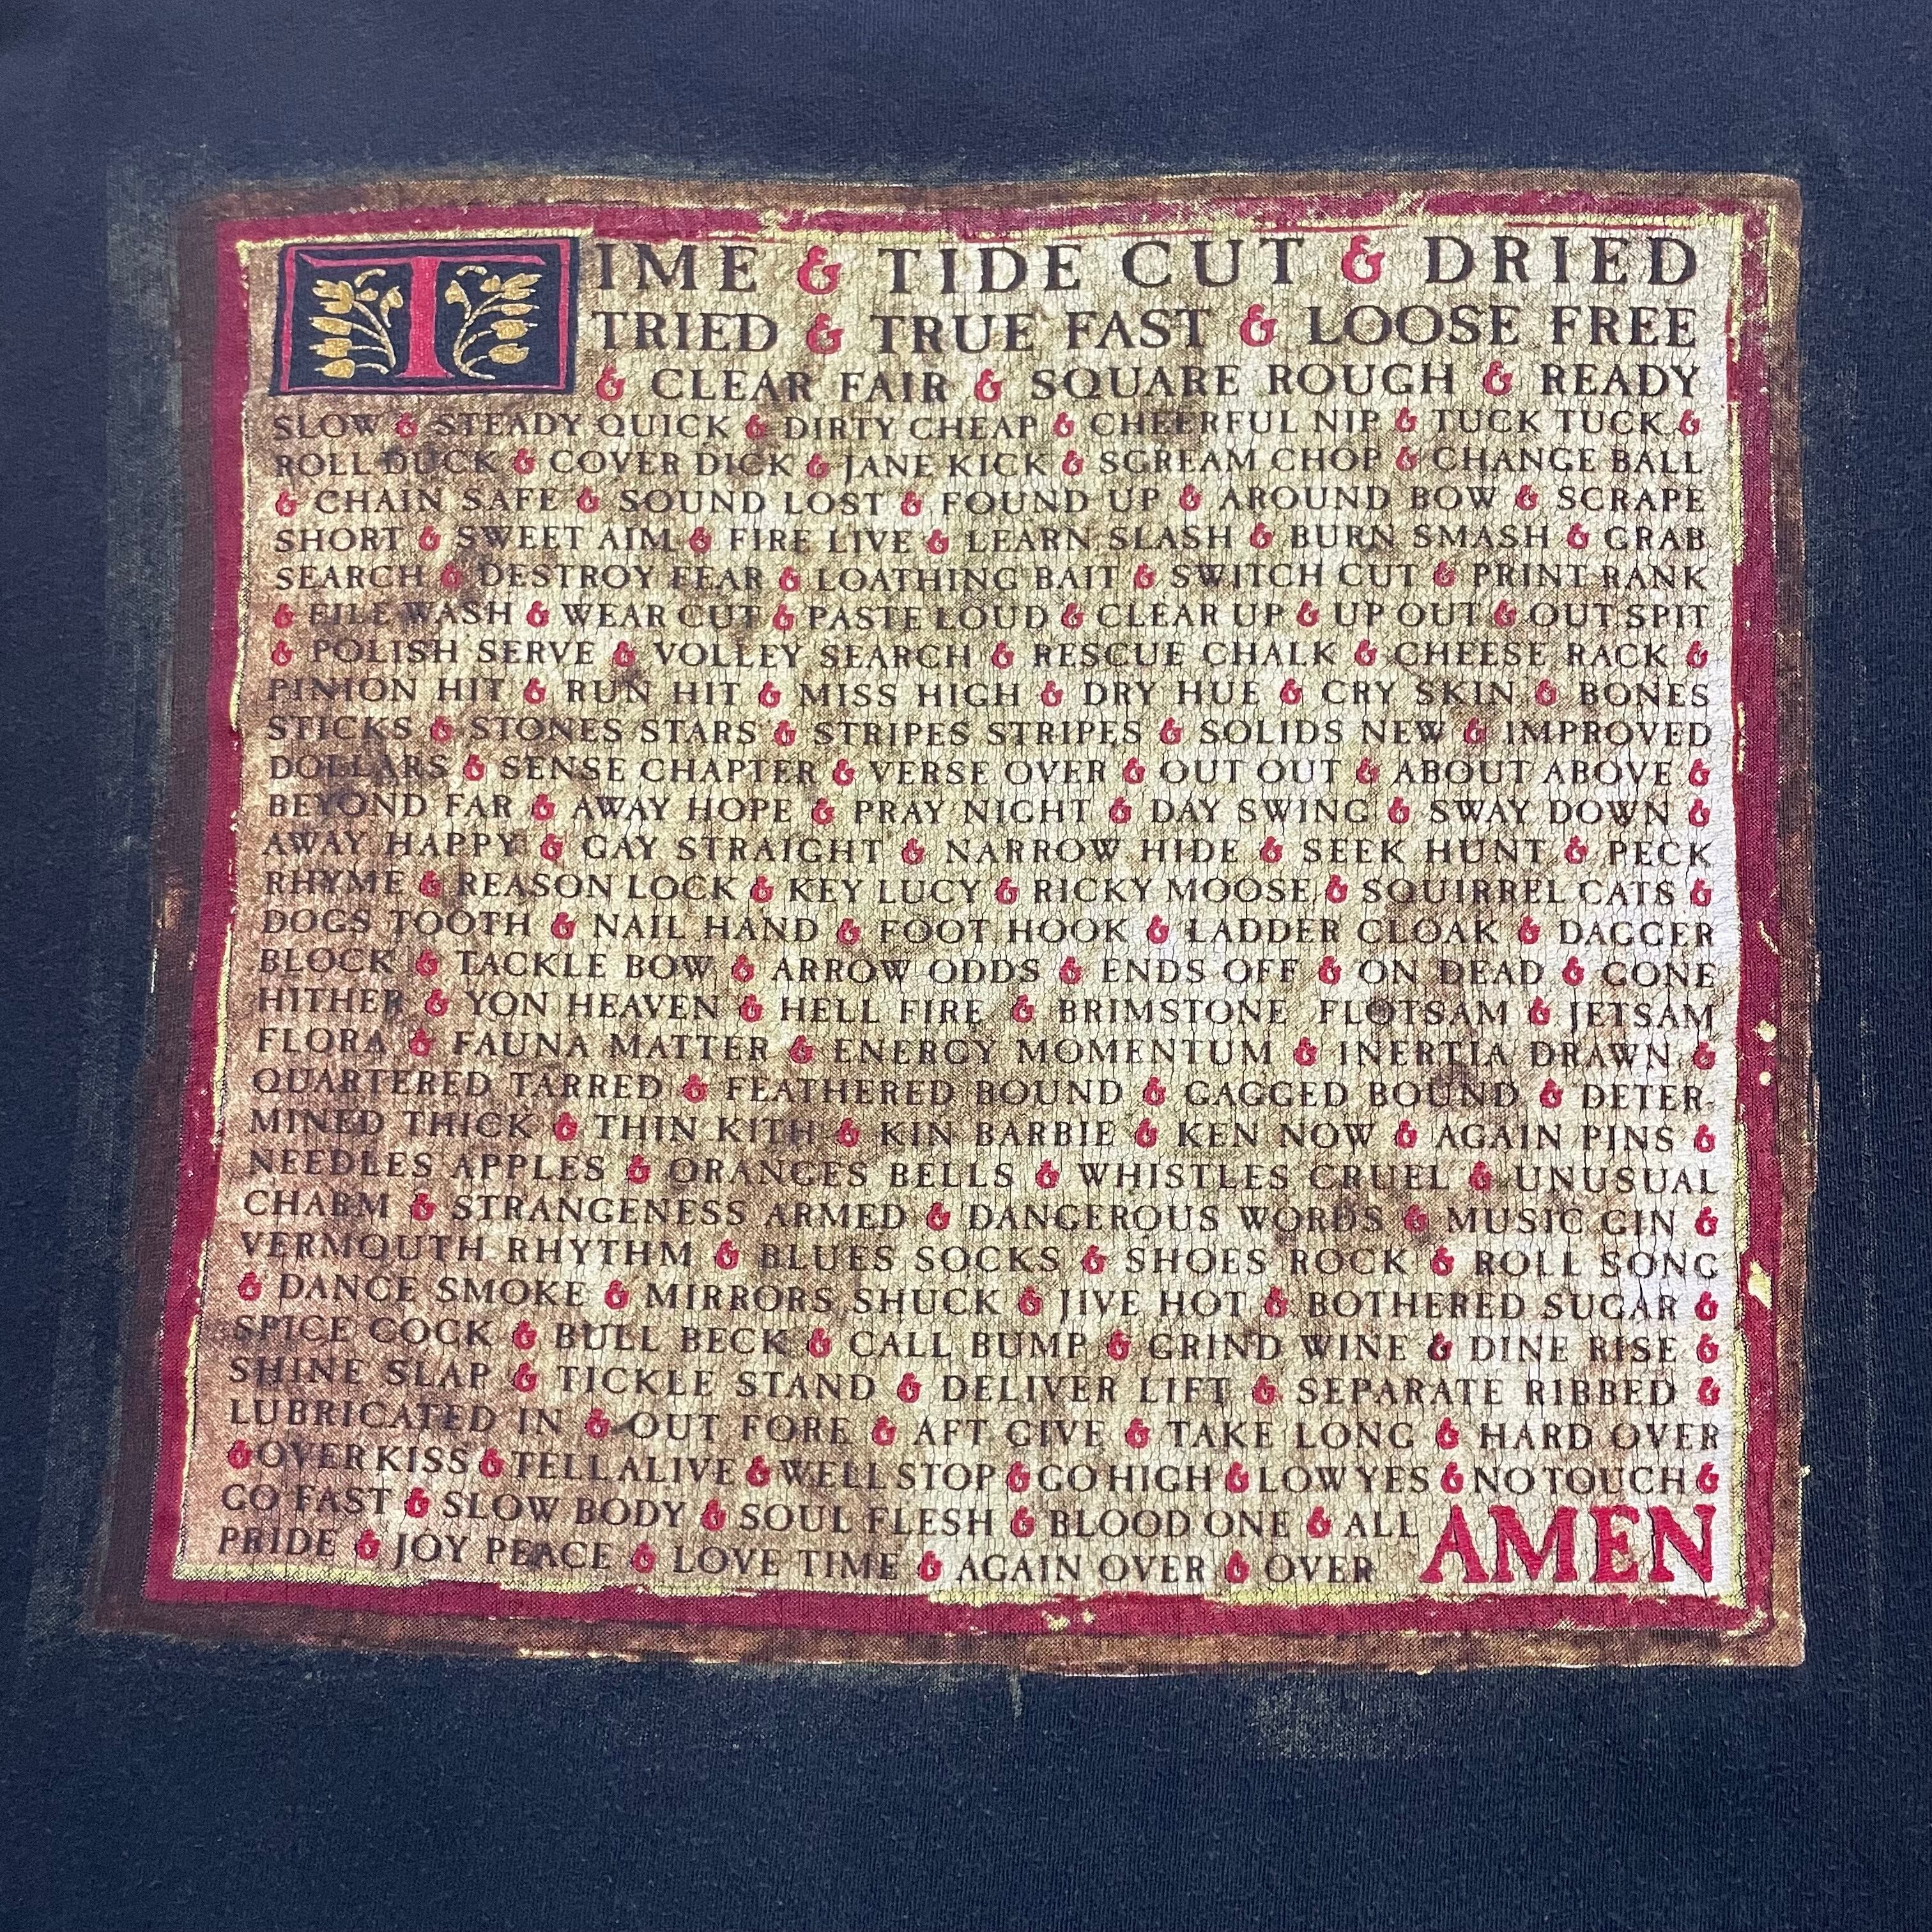 TIME & TIDE CUT & DRIED
TRIED & TRUE FAST & LOOSE FREE
& CLEAR FAIR & SQUARE ROUGH & READY
SLOW & STEADY QUICK & DIRTY CHEAP & CHEERFUL NIP & TUCK TUCK &
ROLL DUCK & COVER DICK & JANE KICK & SCREAM CHOP & CHANGE BALL
& CHAIN SAFE & SOUND LOST & FOUND UP & AROUND BOW & SCRAPE
SHORT & SWEET AIM & FIRE LIVE & LEARN SLASH & BURN SMASH & GRAB
SEARCH & DESTROY FEAR & LOATHING BAIT & SWITCH CUT & PRINT RANK
& FILE WASH & WEAR CUT & PASTE LOUD & CLEAR UP & UP OUT & OUT SPIT
& POLISH SERVE & VOLLEY SEARCH & RESCUE CHALK & CHEESE RACK &
PINION HIT & RUN HIT & MISS HIGH & DRY HUE & CRY SKIN & BONES
STICKS & STONES STARS & STRIPES STRIPES & SOLIDS NEW & IMPROVED
DOLLARS & SENSE CHAPTER & VERSE OVER & OUT OUT & ABOUT ABOVE &
BEYOND FAR & AWAY HOPE & PRAY NIGHT & DAY SWING & SWAY DOWN &
AWAY HAPPY & GAY STRAIGHT & NARROW HIDE & SEEK HUNT & PECK
RHYME & REASON LOCK & KEY LUCY & RICKY MOOSE & SQUIRREL CATS &
DOGS TOOTH & NAIL HAND & FOOT HOOK & LADDER CLOAK & DAGGER
BLOCK & TACKLE BOW & ARROW ODDS & ENDS OFF & ON DEAD & GONE
HITHER & YON HEAVEN & HELL FIRE & BRIMSTONE FLOTSAM & JETSAM
FLORA & FAUNA MATTER & ENERGY MOMENTUM & INERTIA DRAWN &
QUARTERED TARRED & FEATHERED BOUND & GAGGED BOUND & DETER-
MINED THICK & THIN KITH & KIN BARBIE & KEN NOW & AGAIN PINS &
NEEDLES APPLES & ORANGES BELLS & WHISTLES CRUEL & UNUSUAL
CHARM & STRANGENESS ARMED & DANGEROUS WORDS & MUSIC GIN &
VERMOUTH RHYTHM & BLUES SOCKS & SHOES ROCK & ROLL SONG
& DANCE SMOKE & MIRRORS SHUCK & JIVE HOT & BOTHERED SUGAR &
SPICE COCK & BULL BECK & CALL BUMP & GRIND WINE & DINE RISE &
SHINE SLAP & TICKLE STAND & DELIVER LIFT & SEPARATE RIBBED &
LUBRICATED IN & OUT FORE & AFT GIVE & TAKE LONG & HARD OVER
& OVER KISS & TELL ALIVE & WELL STOP & GO HIGH & LOW YES & NO TOUCH &
GO FAST & SLOW BODY & SOUL FLESH & BLOOD ONE & ALL
PRIDE & JOY PEACE & LOVE TIME & AGAIN OVER & OVER AMEN